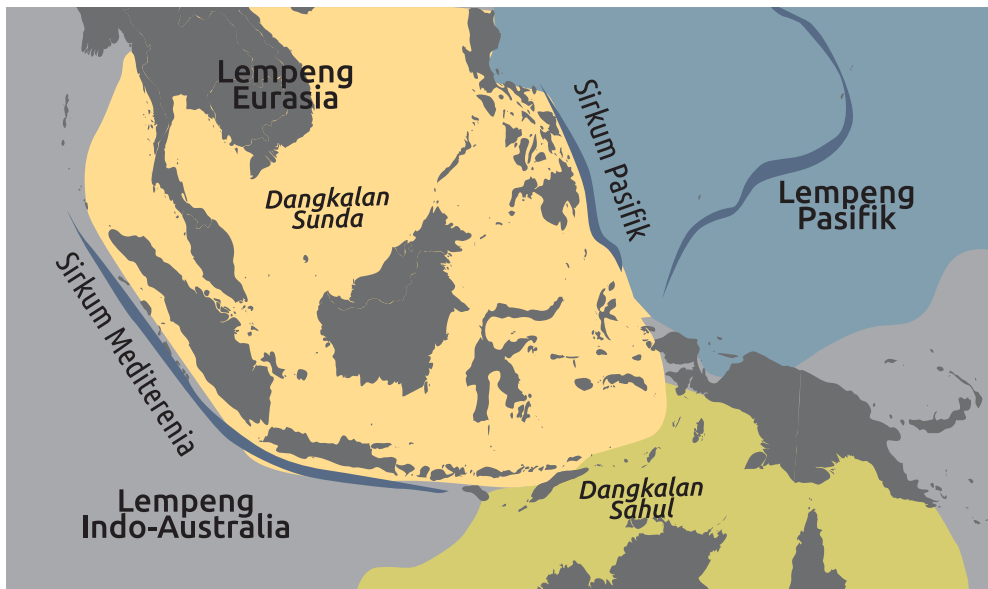 Lempeng
Eurasia
Sirkum Pasifik
Dangkalan
Sunda
Lempeng
Pasifik
Sirkum Mediterenia
Lempeng
Indo-Australia
Dangkalan
Sahul